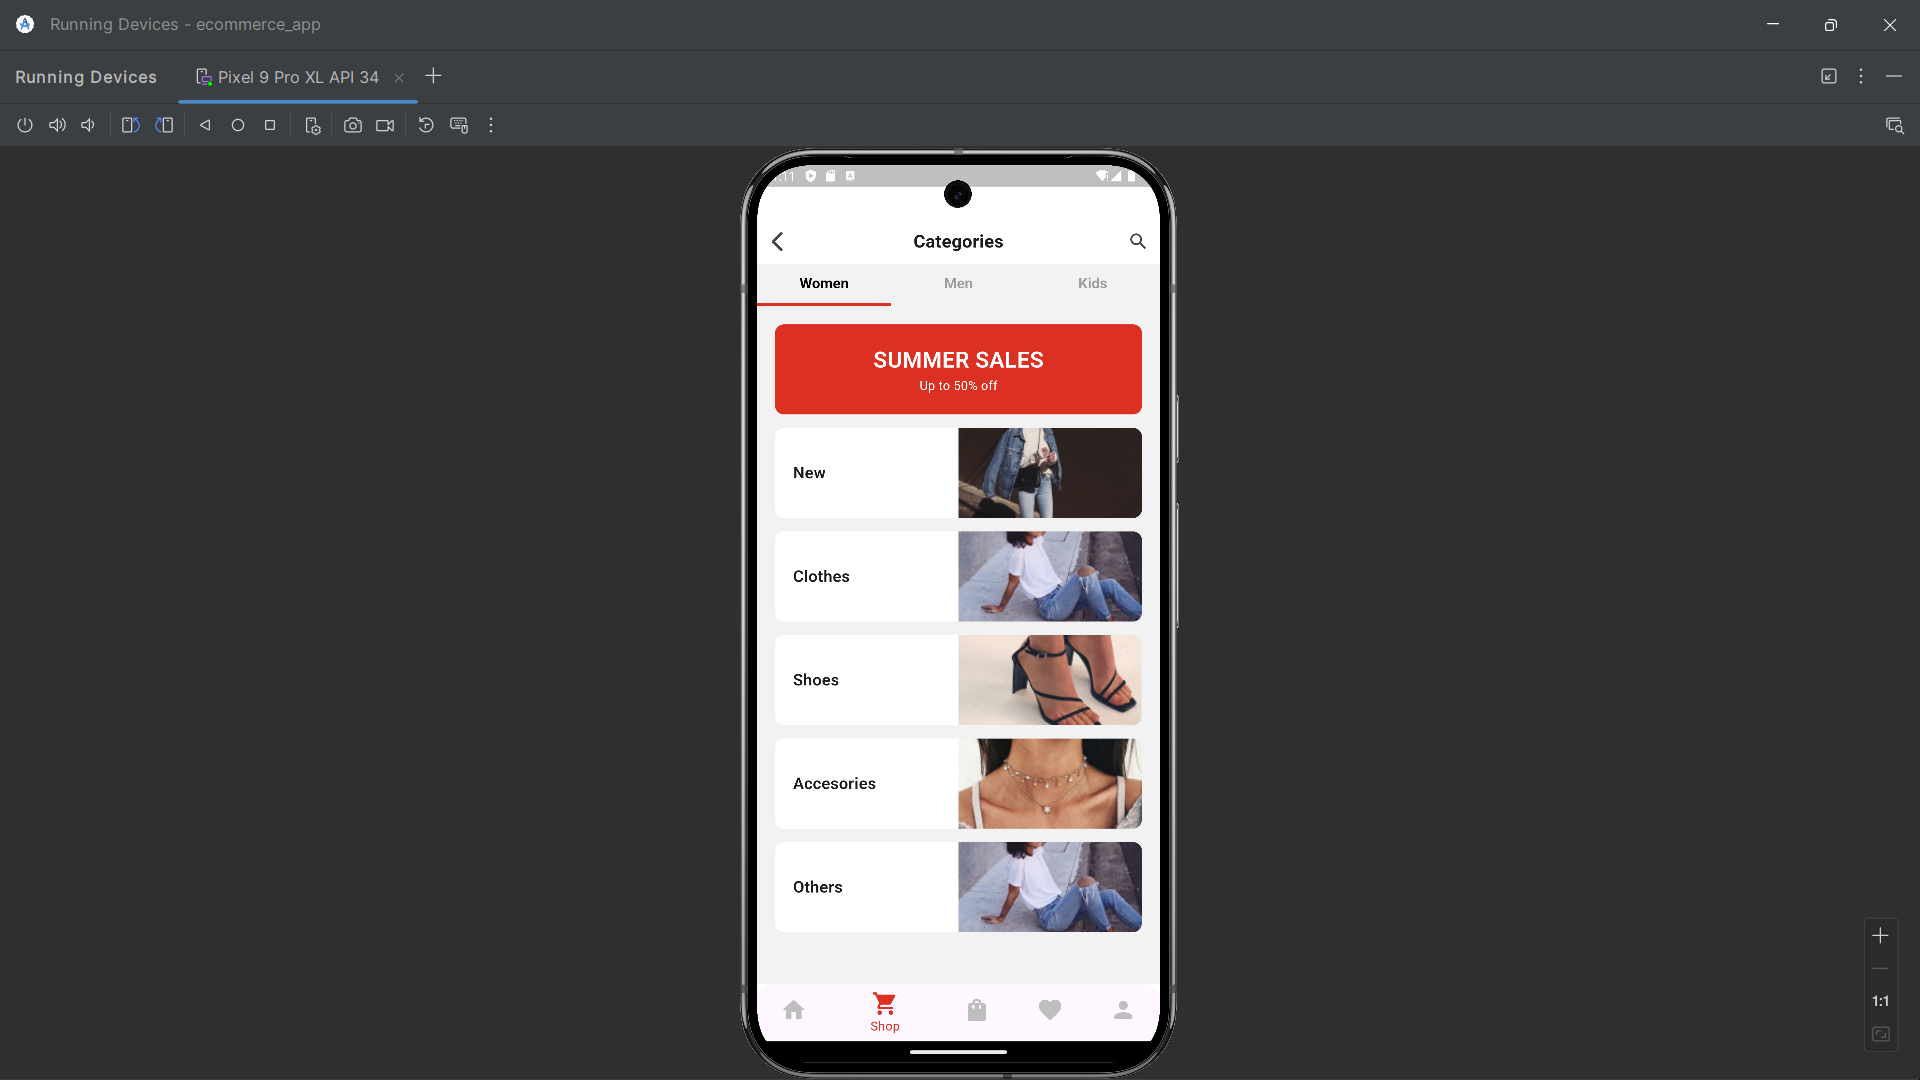 Running Devices - ecommerce_app
Running Devices
Pixel 9 Pro XL API 34
Categories
Women
Men
Kids
SUMMER SALES
Up to 50% off
New
Clothes
Shoes
Accesories
Others
Shop
1:1